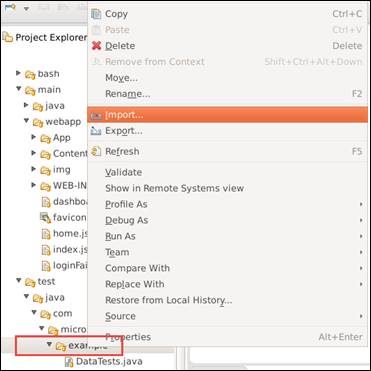 Project Explorer
bash
main
java
webapp
App
Content
img
WEB-IN
dashboa
favicon
home.js
index.js
loginFai
test
java
com
micros
example
DataTests.java
Copy Ctrl+C
Paste Ctrl+V
Delete Delete
Remove from Context Shift+Ctrl+Alt+Down
Move...
Rename... F2
Import...
Export...
Refresh F5
Validate
Show in Remote Systems view
Profile As
Debug As
Run As
Team
Compare With
Replace With
Restore from Local History...
Source
Properties Alt+Enter